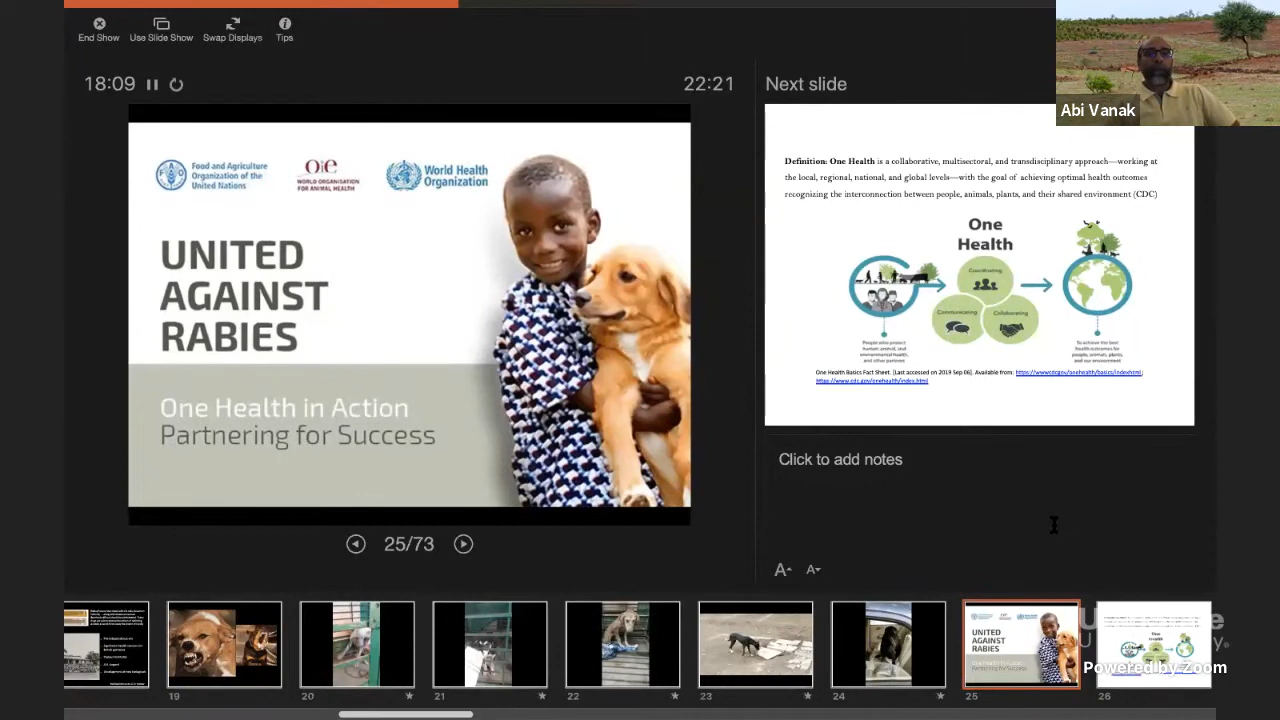 End Show
Use Slide Show
Swap Displays
Tips
18:09
22:21
Next slide
Abi Vanak
Food and Agriculture
Organization of the
United Nations
OIE
WORLD ORGANISATION
FOR ANIMAL HEALTH
World Health
Organization
UNITED
AGAINST
RABIES
One Health in Action
Partnering for Success
Definition: One Health is a collaborative, multisectoral, and transdisciplinary approach—working at
the local, regional, national, and global levels—with the goal of achieving optimal health outcomes
recognizing the interconnection between people, animals, plants, and their shared environment (CDC)
One
Health
Coordinating
Communicating
Collaborating
People who protect
human, animal, and
environmental health,
and other partners
To achieve the best
health outcomes for
people, animals, plants,
and our environment
One Health Basics Fact Sheet. [Last accessed on 2019 Sep 06]. Available from: https://wwwcdcgov/onehealth/basics/indexhtml;
https://www.cdc.gov/onehealth/index.html
Click to add notes
25/73
A
A
UNITED
AGAINST
RABIES
19
20
21
22
23
24
25
26
Powered by Zoom